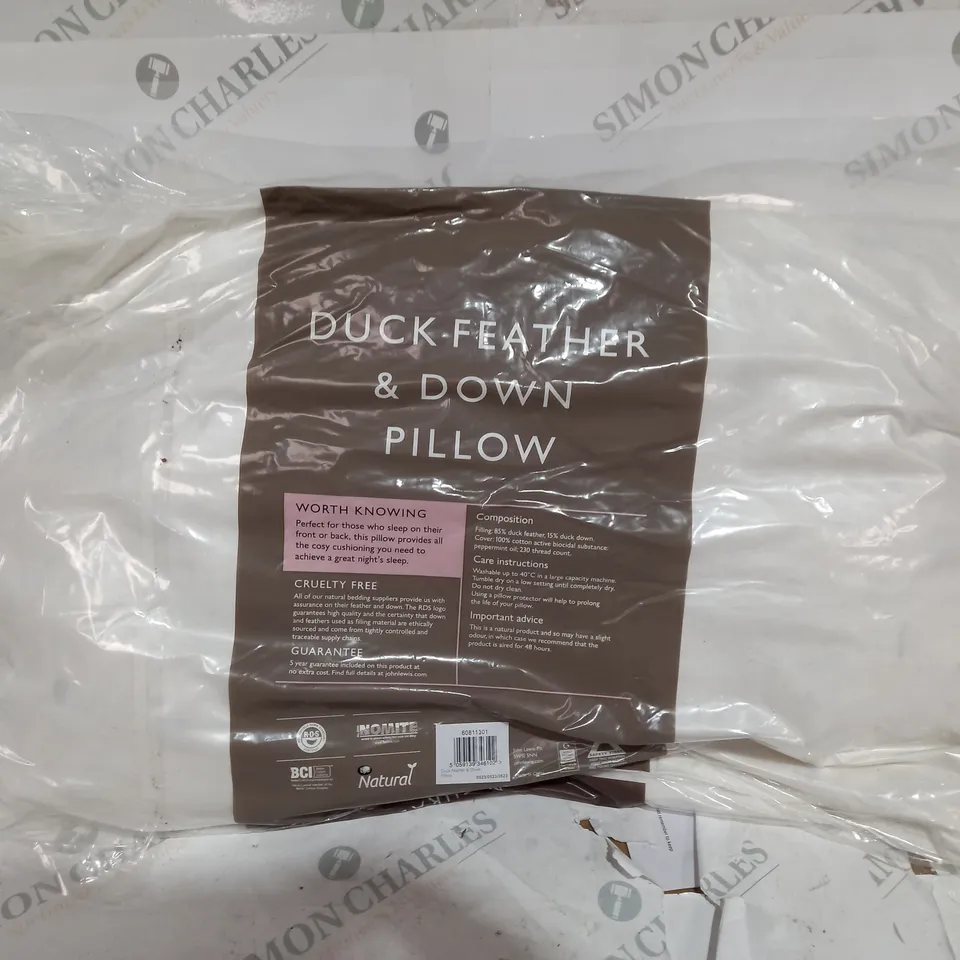 DUCK FEATHER
& DOWN
PILLOW
WORTH KNOWING
Perfect for those who sleep on their
front or back, this pillow provides all
the cosy cushioning you need to
achieve a great night's sleep.
CRUELTY FREE
All of our natural bedding suppliers provide us with
assurance on their feather and down. The RDS logo
guarantees high quality and the certainty that down
and feathers used as filling material are ethically
sourced and come from tightly controlled and
traceable supply chains.
GUARANTEE
5 year guarantee included on this product at
no extra cost. Find full details at johnlewis.com
Composition
Filling: 85% duck feather, 15% duck down.
Cover: 100% cotton active biocidal substance:
peppermint oil; 230 thread count.
Care instructions
Washable up to 40°C in a large capacity machine.
Tumble dry on a low setting until completely dry.
Do not dry clean.
Using a pillow protector will help to prolong
the life of your pillow.
Important advice
This is a natural product and so may have a slight
odour, in which case we recommend that the
product is aired for 48 hours.
RDS
NOMITE
BCI
Natural
60811301
SIMON CHARLES
SIMON CHARLES
SIMON CHARLES